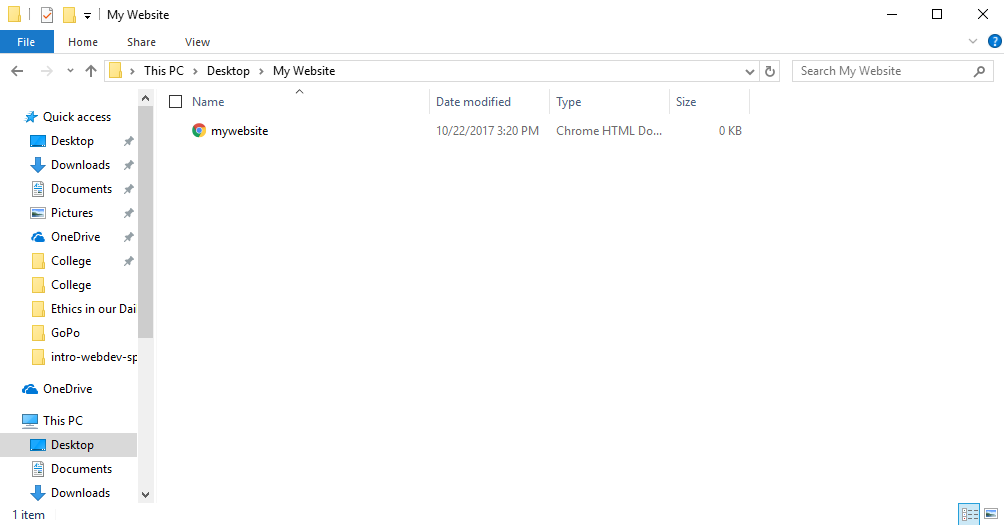 My Website
File Home Share View
This PC Desktop My Website Search My Website
Name Date modified Type Size
mywebsite 10/22/2017 3:20 PM Chrome HTML Do... 0 KB
Quick access
Desktop
Downloads
Documents
Pictures
OneDrive
College
College
Ethics in our Dai
GoPo
intro-webdev-sp
OneDrive
This PC
Desktop
Documents
Downloads
1 item